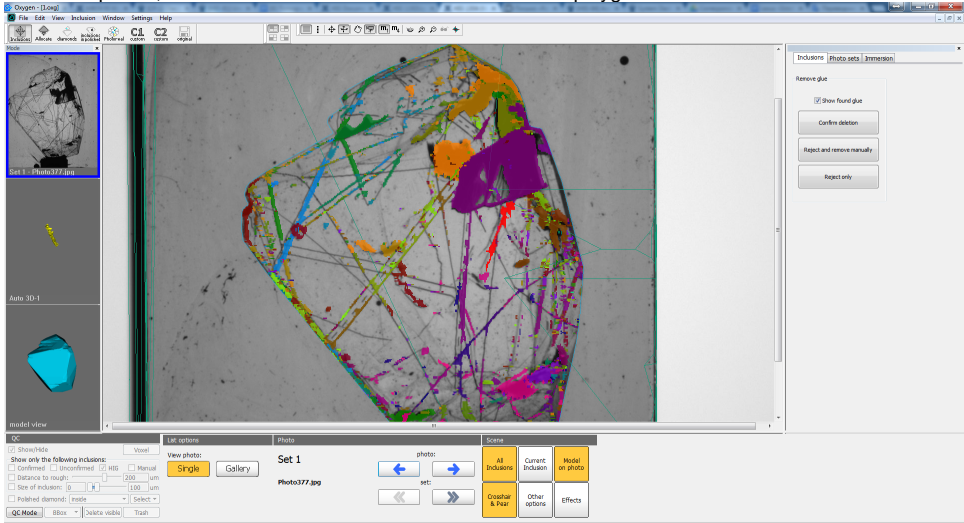 Oxygen - [1.oxg]
File Edit View Inclusion Window Settings Help
Inclusions Allocate diamonds inclusions in polished Photoreal C1 custom C2 custom original
m1 m2
Mode
Set 1 - Photo377.jpg
Auto 3D-1
model view
Inclusions Photo sets Immersion
Remove glue
Show found glue
Confirm deletion
Reject and remove manually
Reject only
QC
Show/Hide Voxel
Show only the following inclusions:
Confirmed Unconfirmed HIG Manual
Distance to rough: 200 um
Size of inclusion: 0 100 um
Polished diamond: Inside Select
QC Mode BBox Delete visible Trash
List options
View photo:
Single Gallery
Photo
Set 1
Photo377.jpg
photo:
set:
Scene
All Inclusions
Current Inclusion
Model on photo
Crosshair & Pear
Other options
Effects